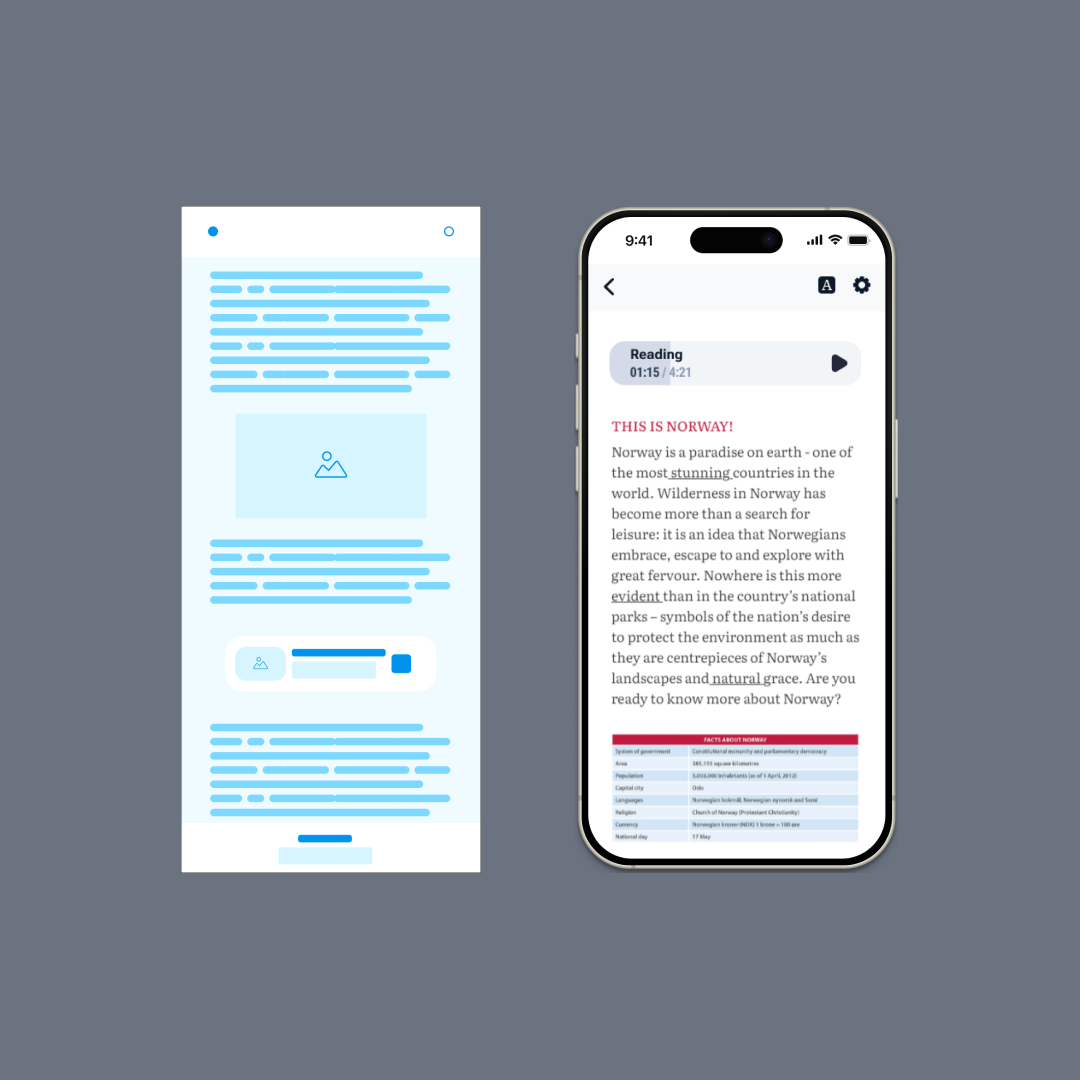 9:41
A
Reading
01:15 / 4:21
THIS IS NORWAY!
Norway is a paradise on earth - one of
the most stunning countries in the
world. Wilderness in Norway has
become more than a search for
leisure: it is an idea that Norwegians
embrace, escape to and explore with
great fervour. Nowhere is this more
evident than in the country’s national
parks – symbols of the nation’s desire
to protect the environment as much as
they are centrepieces of Norway’s
landscapes and natural grace. Are you
ready to know more about Norway?
FACTS ABOUT NORWAY
System of government Constitutional monarchy and parliamentary democracy
Area 385,155 square kilometres
Population 5,003,000 inhabitants (as of 1 April, 2012)
Capital city Oslo
Languages Norwegian bokmål, Norwegian nynorsk and Sami
Religion Church of Norway (Protestant Christianity)
Currency Norwegian kroner (NOK) 1 krone = 100 øre
National day 17 May